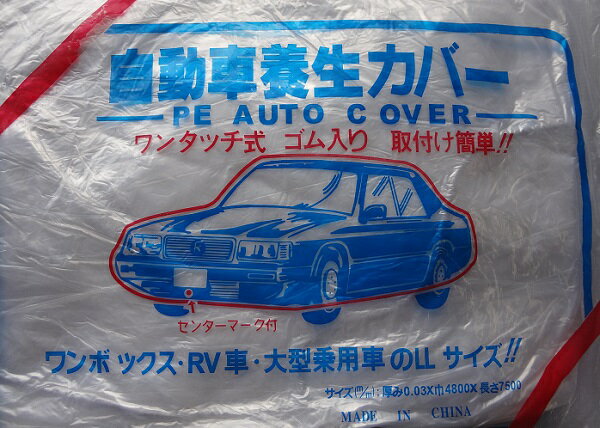 自動車養生カバー
PE AUTO COVER
ワンタッチ式 ゴム入り 取付け簡単!!
センターマーク付
ワンボックス・RV車・大型乗用車のLLサイズ!!
サイズ(m/m):厚み0.03X巾4800X長さ7500
MADE IN CHINA